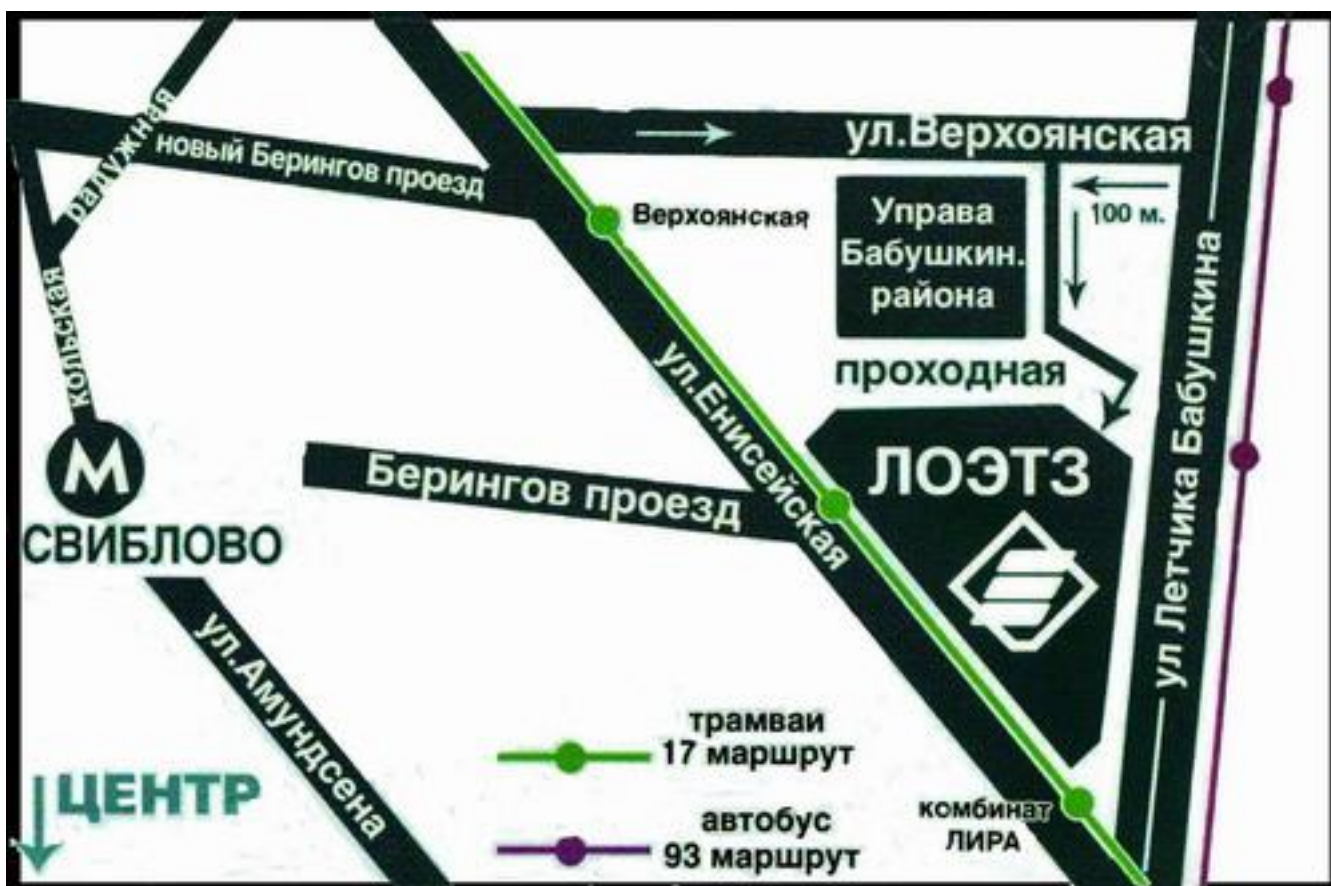 радужная
новый Берингов проезд
ул.Верхоянская
Верхоянская
100 м.
Управа
Бабушкин.
района
кольская
проходная
ул.Енисейская
ул Летчика Бабушкина
М
СВИБЛОВО
Берингов проезд
ЛОЭТЗ
ул.Амундсена
трамваи
17 маршрут
ЦЕНТР
автобус
93 маршрут
комбинат
ЛИРА